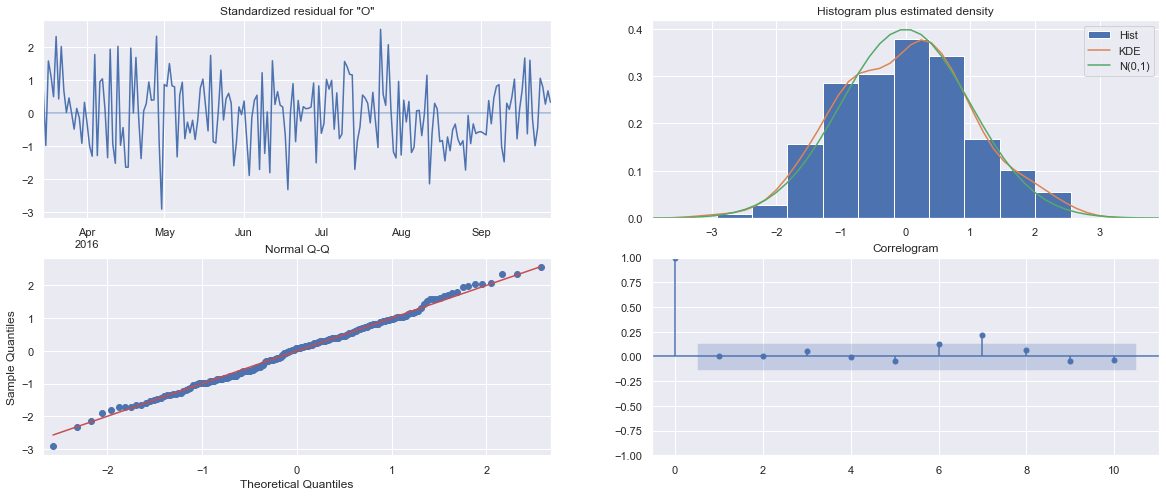 Standardized residual for "O"
2
1
0
−1
−2
−3
Apr
2016
May
Jun
Jul
Aug
Sep
Histogram plus estimated density
Hist
KDE
N(0,1)
0.4
0.3
0.2
0.1
0.0
−3 −2 −1 0 1 2 3
Normal Q-Q
Sample Quantiles
2
1
0
−1
−2
−3
−2 −1 0 1 2
Theoretical Quantiles
Correlogram
1.00
0.75
0.50
0.25
0.00
−0.25
−0.50
−0.75
−1.00
0 2 4 6 8 10